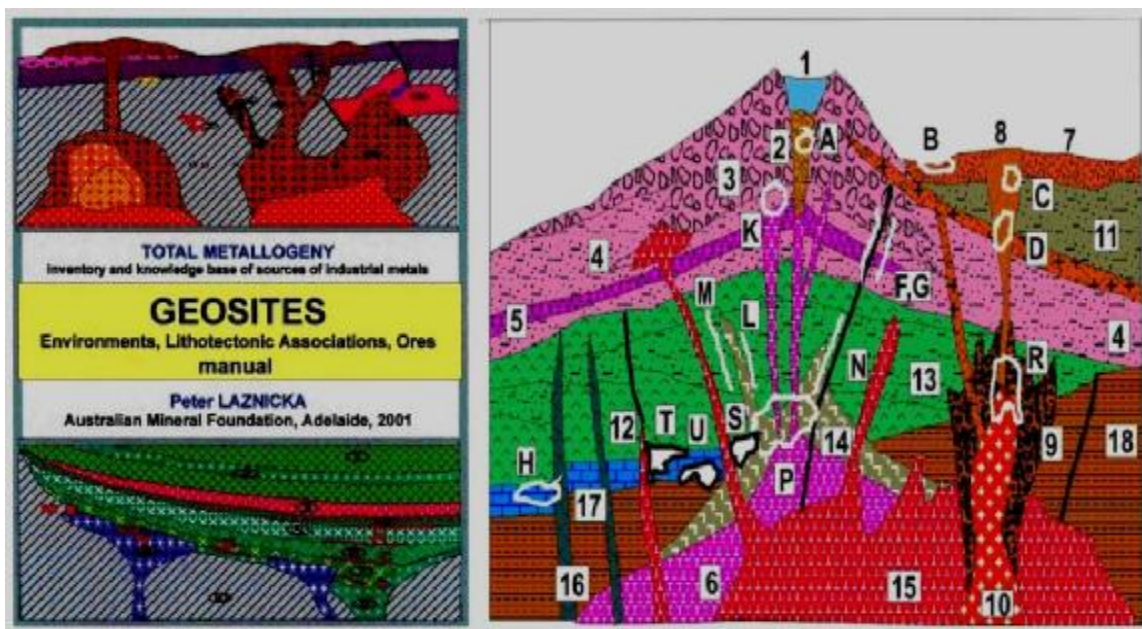 TOTAL METALLOGENY
Inventory and knowledge base of sources of industrial metals
GEOSITES
Environments, Lithotectonic Associations, Ores
manual
Peter LAZNICKA
Australian Mineral Foundation, Adelaide, 2001
1
B
8
7
2
A
3
C
K
D
11
4
F,G
5
M
L
4
N
R
13
12
T
U
S
14
9
18
H
P
17
16
6
15
10